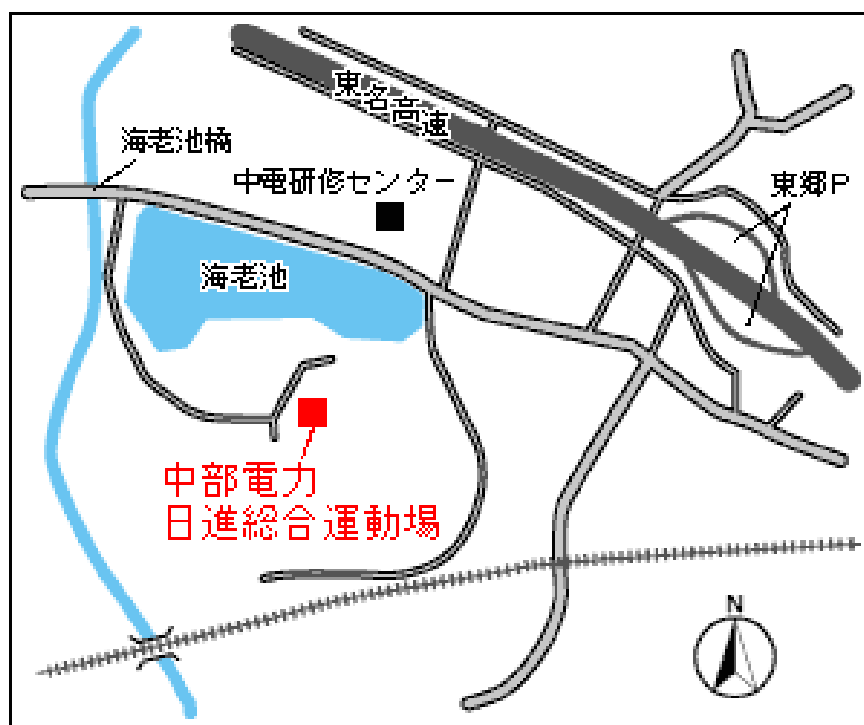 東名高速
海老池橋
中電研修センター
東郷P
海老池
中部電力
日進総合運動場
N